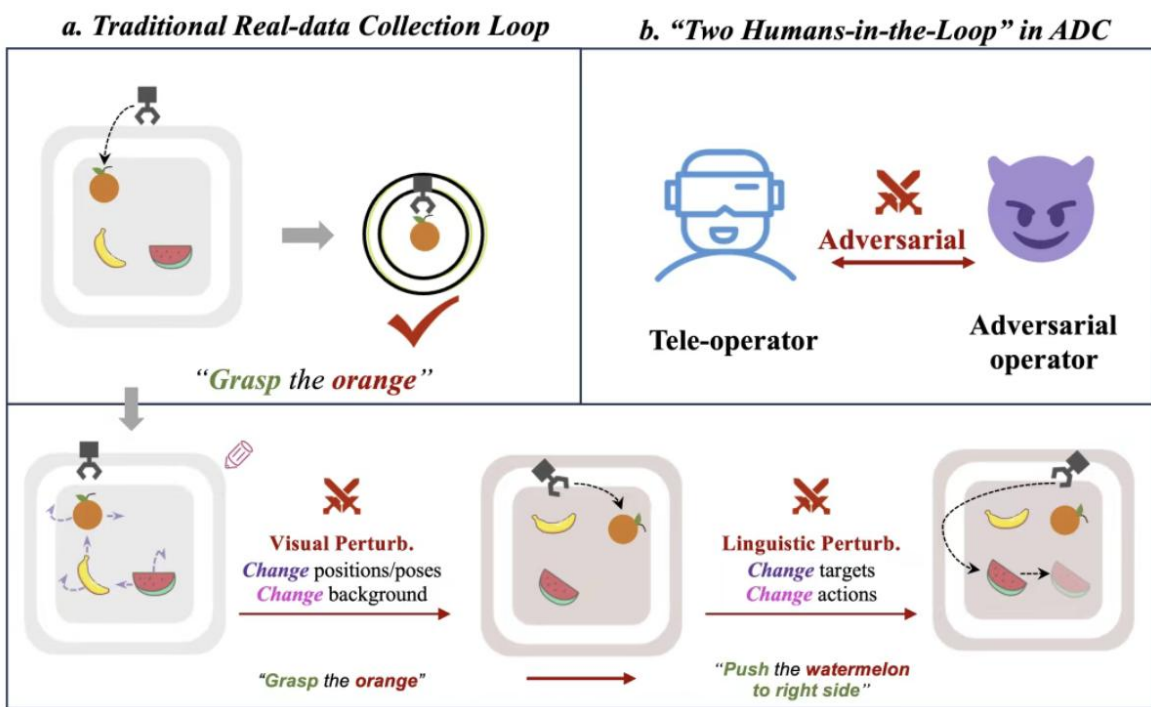 a. Traditional Real-data Collection Loop
b. “Two Humans-in-the-Loop” in ADC
“Grasp the orange”
Adversarial
Tele-operator
Adversarial
operator
Visual Perturb.
Change positions/poses
Change background
“Grasp the orange”
Linguistic Perturb.
Change targets
Change actions
“Push the watermelon
to right side”